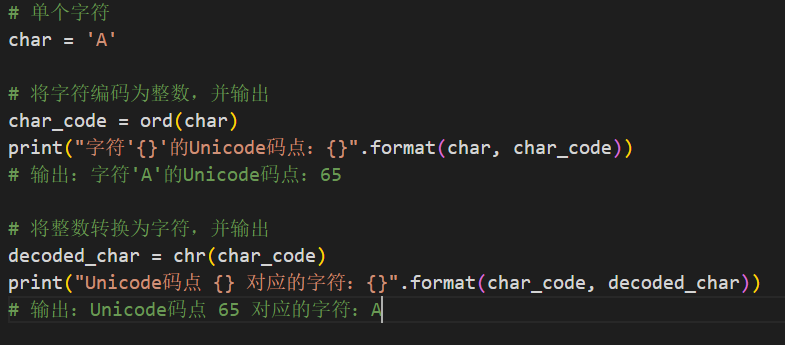 # 单个字符
char = 'A'
# 将字符编码为整数，并输出
char_code = ord(char)
print("字符'{}'的Unicode码点：{}".format(char, char_code))
# 输出：字符'A'的Unicode码点：65
# 将整数转换为字符，并输出
decoded_char = chr(char_code)
print("Unicode码点 {} 对应的字符：{}".format(char_code, decoded_char))
# 输出：Unicode码点 65 对应的字符：A